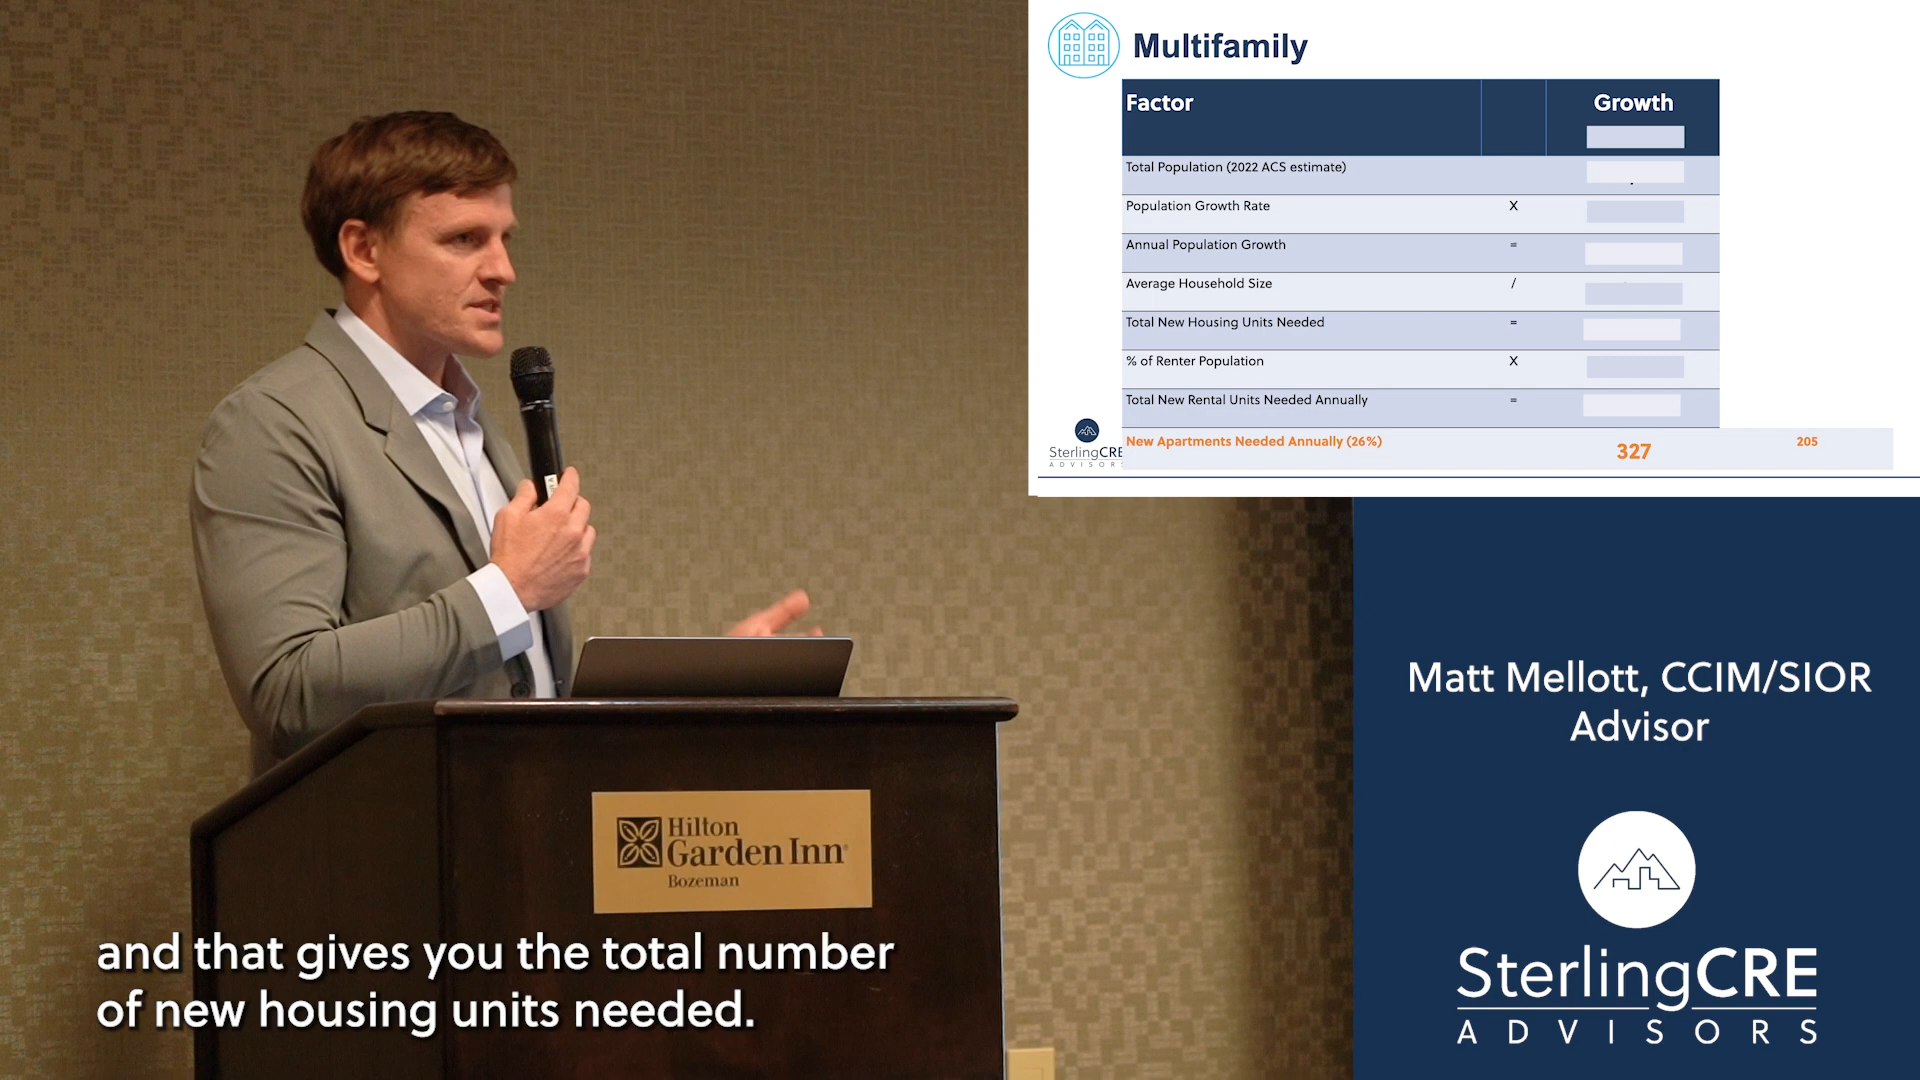 Multifamily
Factor Growth
Total Population (2022 ACS estimate)
Population Growth Rate X
Annual Population Growth =
Average Household Size /
Total New Housing Units Needed =
% of Renter Population X
Total New Rental Units Needed Annually =
New Apartments Needed Annually (26%) 327 205
SterlingCRE
ADVISOR
Matt Mellott, CCIM/SIOR
Advisor
SterlingCRE
ADVISORS
Hilton
Garden Inn
Bozeman
and that gives you the total number
of new housing units needed.